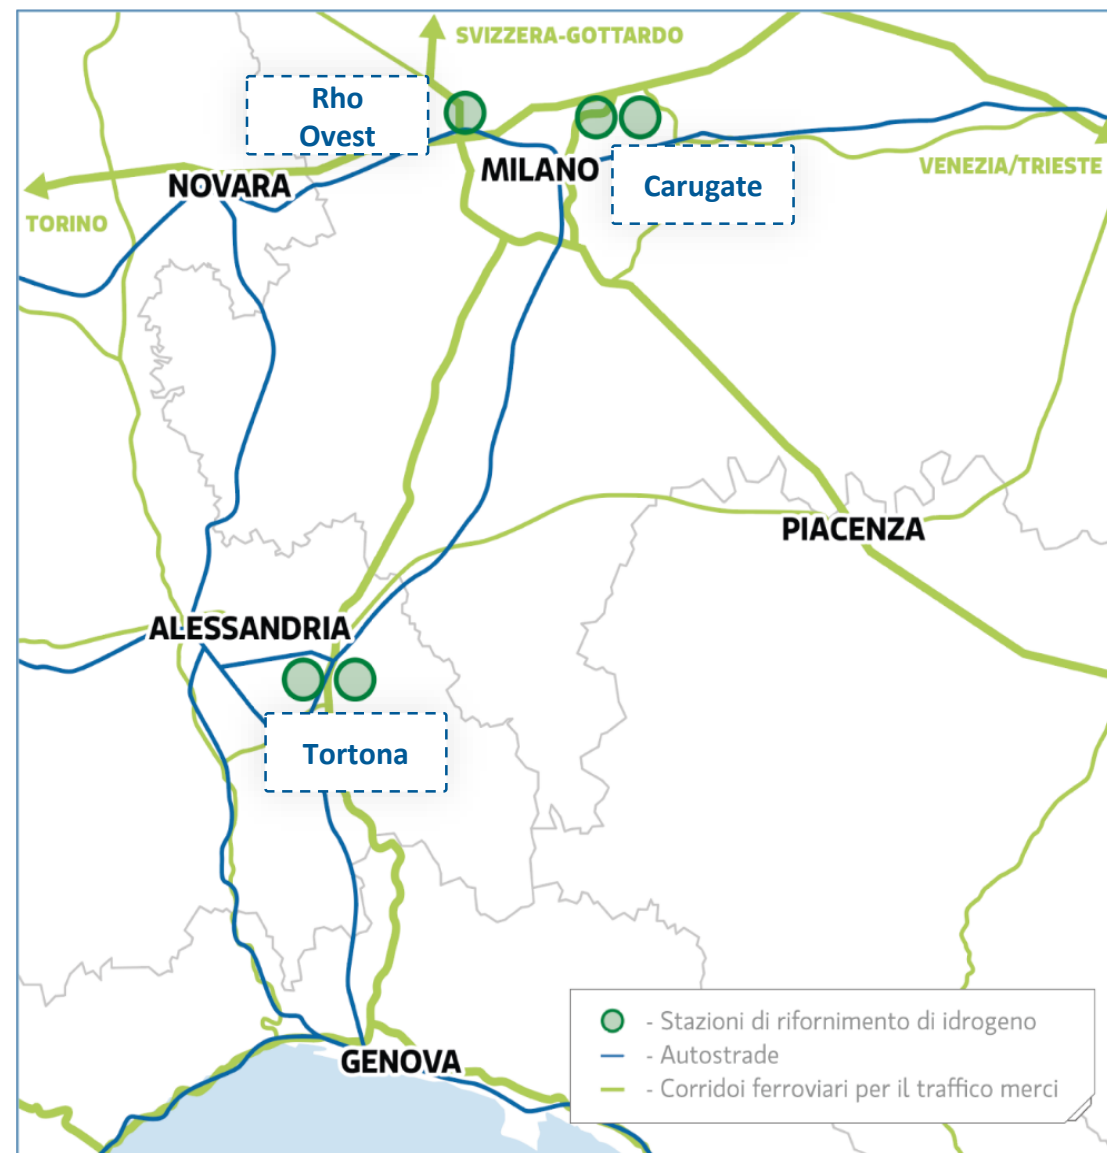 SVIZZERA-GOTTARDO
Rho
Ovest
MILANO
Carugate
VENEZIA/TRIESTE
NOVARA
TORINO
PIACENZA
ALESSANDRIA
Tortona
GENOVA
- Stazioni di rifornimento di idrogeno
- Autostrade
- Corridoi ferroviari per il traffico merci